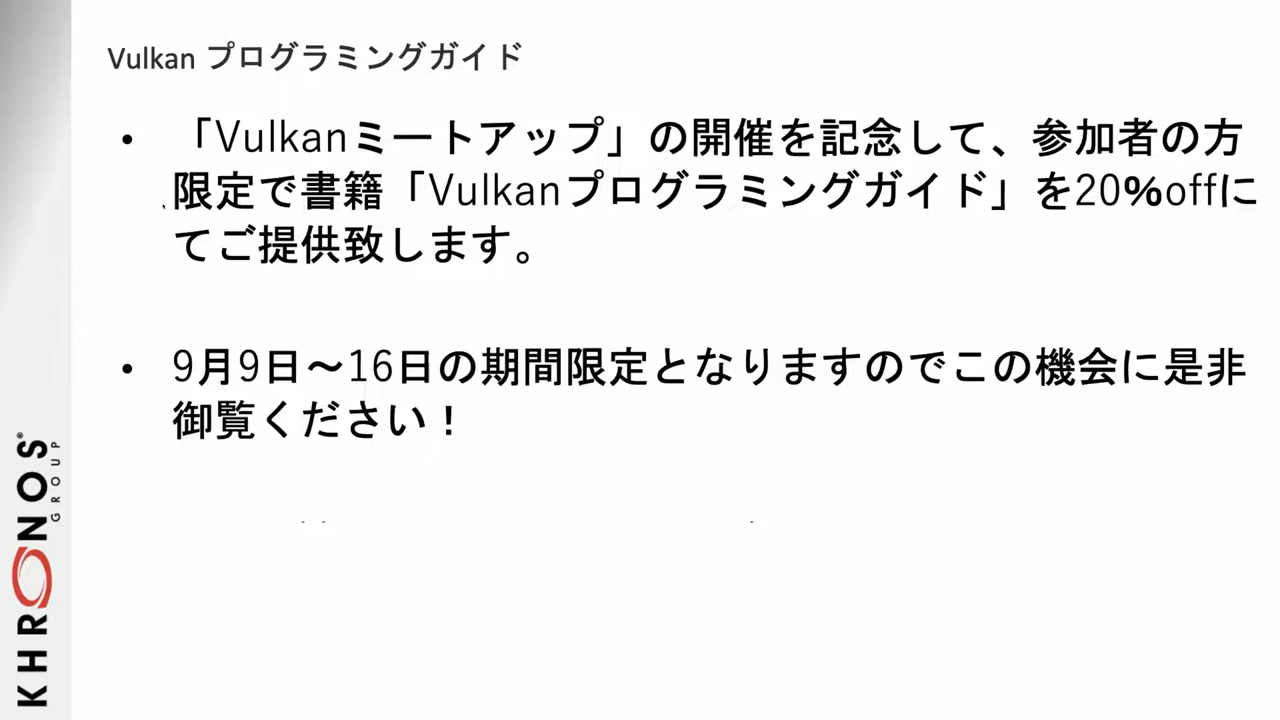 Vulkan プログラミングガイド
• 「Vulkanミートアップ」の開催を記念して、参加者の方
限定で書籍「Vulkanプログラミングガイド」を20%offに
てご提供致します。
• 9月9日〜16日の期間限定となりますのでこの機会に是非
御覧ください！
KHRONOS®
GROUP